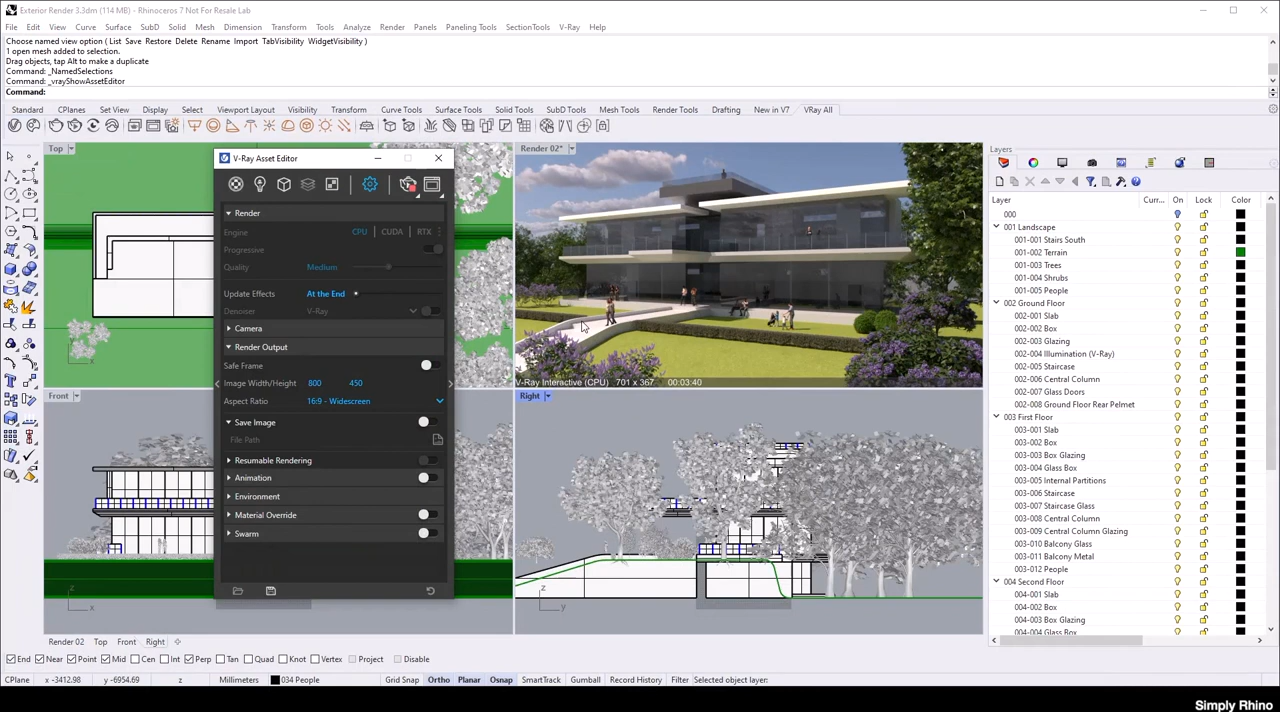 Exterior Render 3.3dm (114 MB) - Rhinoceros 7 Not For Resale Lab
File Edit View Curve Surface SubD Solid Mesh Dimension Transform Tools Analyze Render Panels Paneling Tools SectionTools V-Ray Help
Choose named view option ( List Save Restore Delete Rename Import TabVisibility WidgetVisibility )
1 open mesh added to selection.
Drag objects, tap Alt to make a duplicate
Command: _NamedSelections
Command: _vrayShowAssetEditor
Command:
Standard CPlanes Set View Display Select Viewport Layout Visibility Transform Curve Tools Surface Tools Solid Tools SubD Tools Mesh Tools Render Tools Drafting New in V7 VRay All
Top
V-Ray Asset Editor
Render
Engine CPU CUDA RTX
Progressive
Quality Medium
Update Effects At the End
Denoiser V-Ray
Camera
Render Output
Safe Frame
Image Width/Height 800 450
Aspect Ratio 16:9 - Widescreen
Save Image
File Path
Resumable Rendering
Animation
Environment
Material Override
Swarm
Render 02*
V-Ray Interactive (CPU) 701 x 367 00:03:40
Front
z
x
Right
z
y
Layers
Layer Curr... On Lock Color
000
001 Landscape
001-001 Stairs South
001-002 Terrain
001-003 Trees
001-004 Shrubs
001-005 People
002 Ground Floor
002-001 Slab
002-002 Box
002-003 Glazing
002-004 Illumination (V-Ray)
002-005 Staircase
002-006 Central Column
002-007 Glass Doors
002-008 Ground Floor Rear Pelmet
003 First Floor
003-001 Slab
003-002 Box
003-003 Box Glazing
003-004 Glass Box
003-005 Internal Partitions
003-006 Staircase
003-007 Staircase Glass
003-008 Central Column
003-009 Central Column Glazing
003-010 Balcony Glass
003-011 Balcony Metal
003-012 People
004 Second Floor
004-001 Slab
004-002 Box
004-003 Box Glazing
004-004 Glass Box
Render 02 Top Front Right
End Near Point Mid Cen Int Perp Tan Quad Knot Vertex Project Disable
CPlane x -3412.98 y -6954.69 z Millimeters 034 People Grid Snap Ortho Planar Osnap SmartTrack Gumball Record History Filter Selected object layer:
Simply Rhino